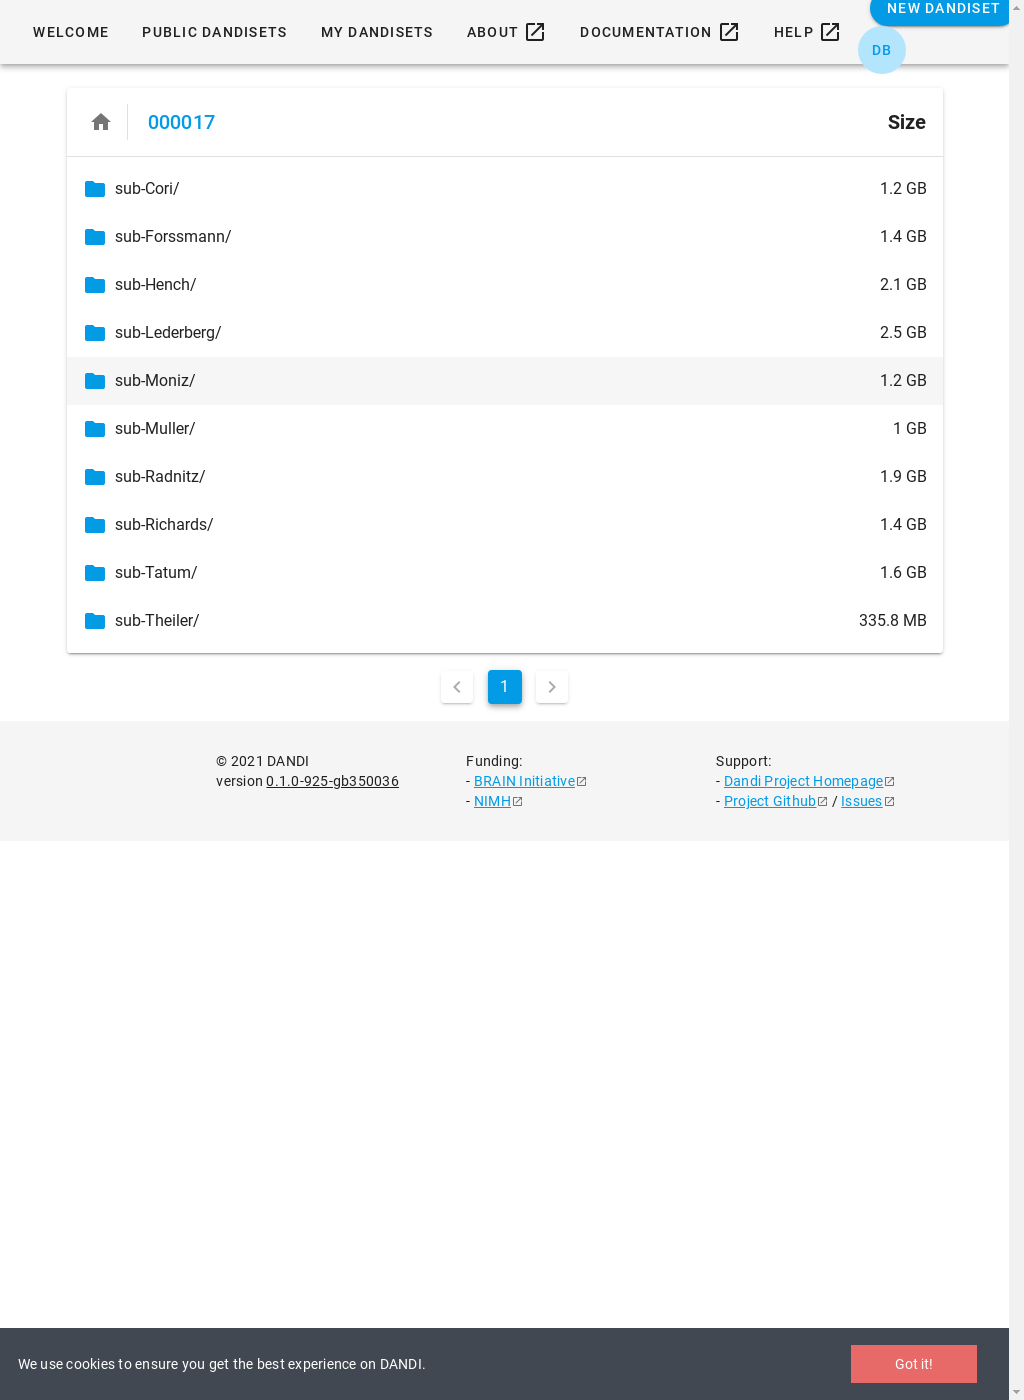 WELCOME PUBLIC DANDISETS MY DANDISETS ABOUT DOCUMENTATION HELP NEW DANDISET
DB
000017 Size
sub-Cori/ 1.2 GB
sub-Forssmann/ 1.4 GB
sub-Hench/ 2.1 GB
sub-Lederberg/ 2.5 GB
sub-Moniz/ 1.2 GB
sub-Muller/ 1 GB
sub-Radnitz/ 1.9 GB
sub-Richards/ 1.4 GB
sub-Tatum/ 1.6 GB
sub-Theiler/ 335.8 MB
1
© 2021 DANDI
version 0.1.0-925-gb350036
Funding:
- BRAIN Initiative
- NIMH
Support:
- Dandi Project Homepage
- Project Github / Issues
We use cookies to ensure you get the best experience on DANDI. Got it!